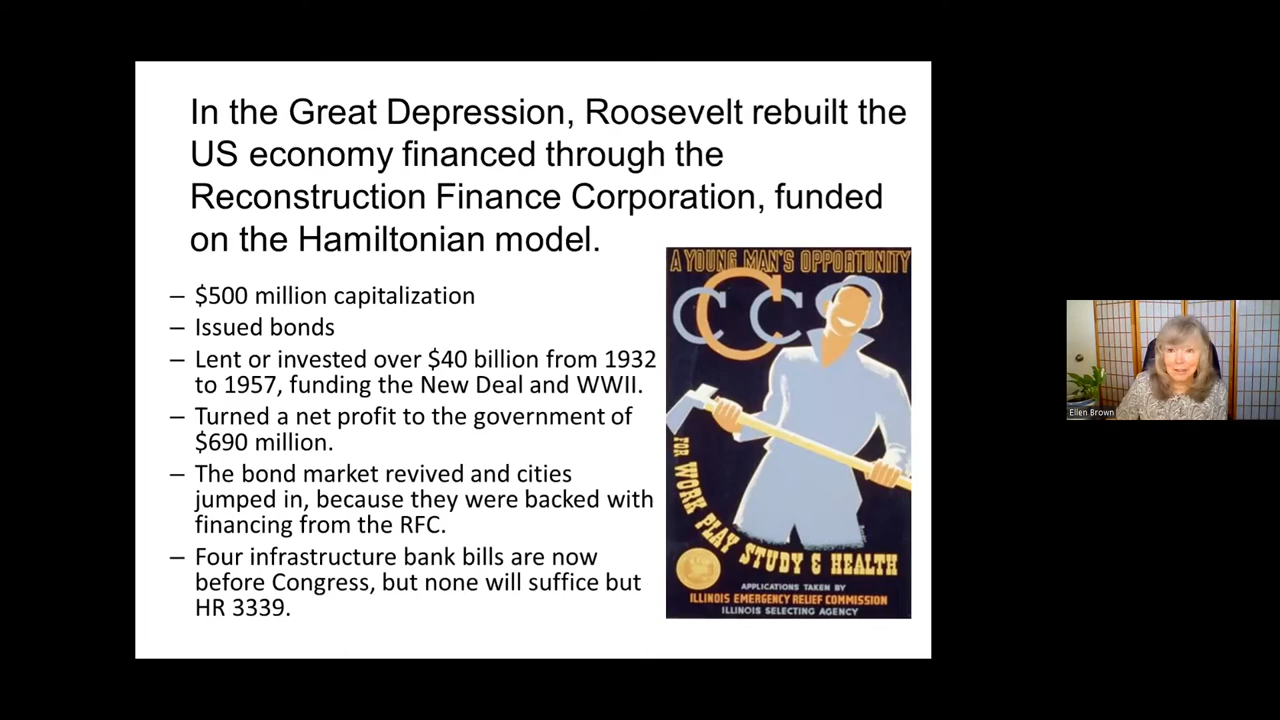 In the Great Depression, Roosevelt rebuilt the
US economy financed through the
Reconstruction Finance Corporation, funded
on the Hamiltonian model.
– $500 million capitalization
– Issued bonds
– Lent or invested over $40 billion from 1932
to 1957, funding the New Deal and WWII.
– Turned a net profit to the government of
$690 million.
– The bond market revived and cities
jumped in, because they were backed with
financing from the RFC.
– Four infrastructure bank bills are now
before Congress, but none will suffice but
HR 3339.
A YOUNG MAN'S OPPORTUNITY
CCC
FOR WORK PLAY STUDY & HEALTH
APPLICATIONS TAKEN BY
ILLINOIS EMERGENCY RELIEF COMMISSION
ILLINOIS SELECTING AGENCY
Ellen Brown